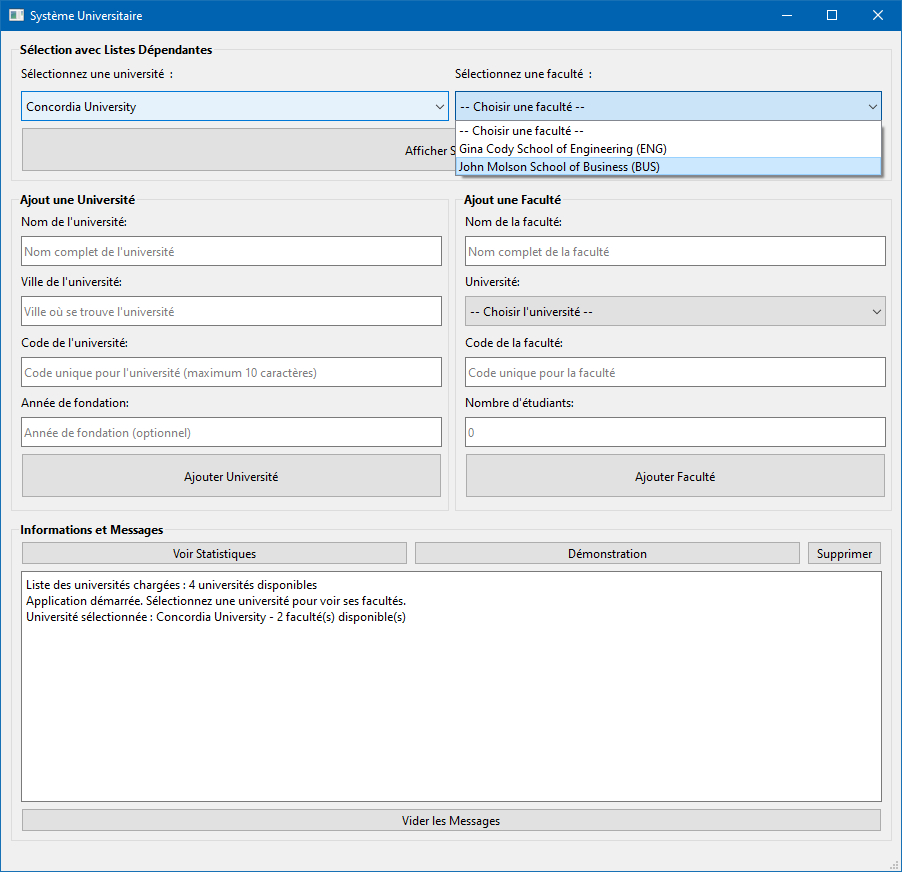 Système Universitaire
Sélection avec Listes Dépendantes
Sélectionnez une université :
Sélectionnez une faculté :
Concordia University
-- Choisir une faculté --
-- Choisir une faculté --
Gina Cody School of Engineering (ENG)
John Molson School of Business (BUS)
Afficher S
Ajout une Université
Ajout une Faculté
Nom de l'université:
Nom de la faculté:
Nom complet de l'université
Nom complet de la faculté
Ville de l'université:
Université:
Ville où se trouve l'université
-- Choisir l'université --
Code de l'université:
Code de la faculté:
Code unique pour l'université (maximum 10 caractères)
Code unique pour la faculté
Année de fondation:
Nombre d'étudiants:
Année de fondation (optionnel)
0
Ajouter Université
Ajouter Faculté
Informations et Messages
Voir Statistiques
Démonstration
Supprimer
Liste des universités chargées : 4 universités disponibles
Application démarrée. Sélectionnez une université pour voir ses facultés.
Université sélectionnée : Concordia University - 2 faculté(s) disponible(s)
Vider les Messages